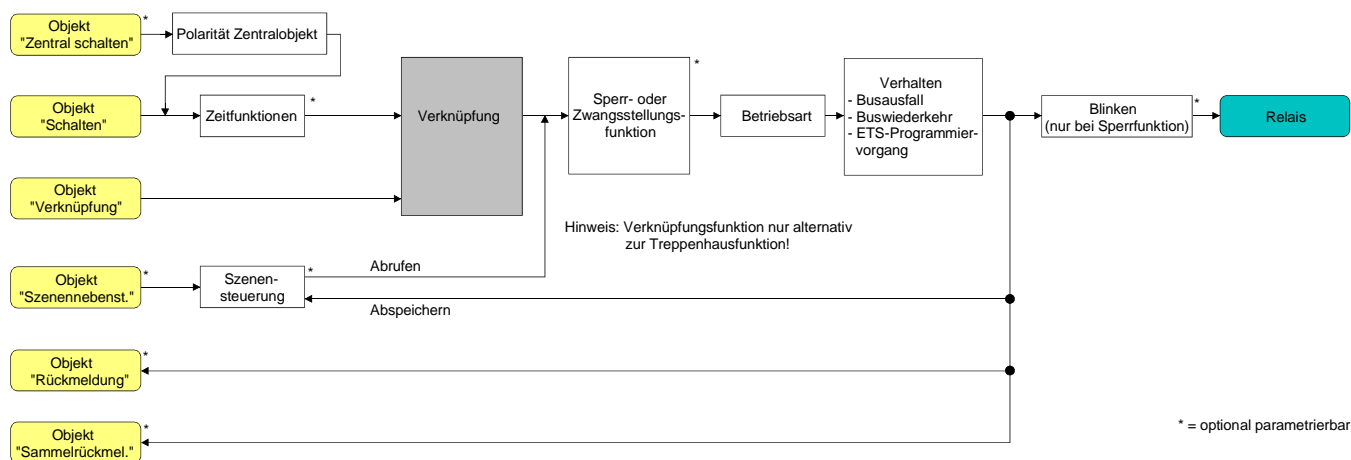 Objekt
"Zentral schalten"
*
Polarität Zentralobjekt
Objekt
"Schalten"
Zeitfunktionen
*
Verknüpfung
Sperr- oder
Zwangsstellungs-
funktion
*
Betriebsart
Verhalten
- Busausfall
- Buswiederkehr
- ETS-Programmier-
vorgang
Blinken
(nur bei Sperrfunktion)
*
Relais
Objekt
"Verknüpfung"
Hinweis: Verknüpfungsfunktion nur alternativ
zur Treppenhausfunktion!
Objekt
"Szenennebenst."
*
Szenen-
steuerung
*
Abrufen
Abspeichern
Objekt
"Rückmeldung"
*
Objekt
"Sammelrückmel."
*
* = optional parametrierbar